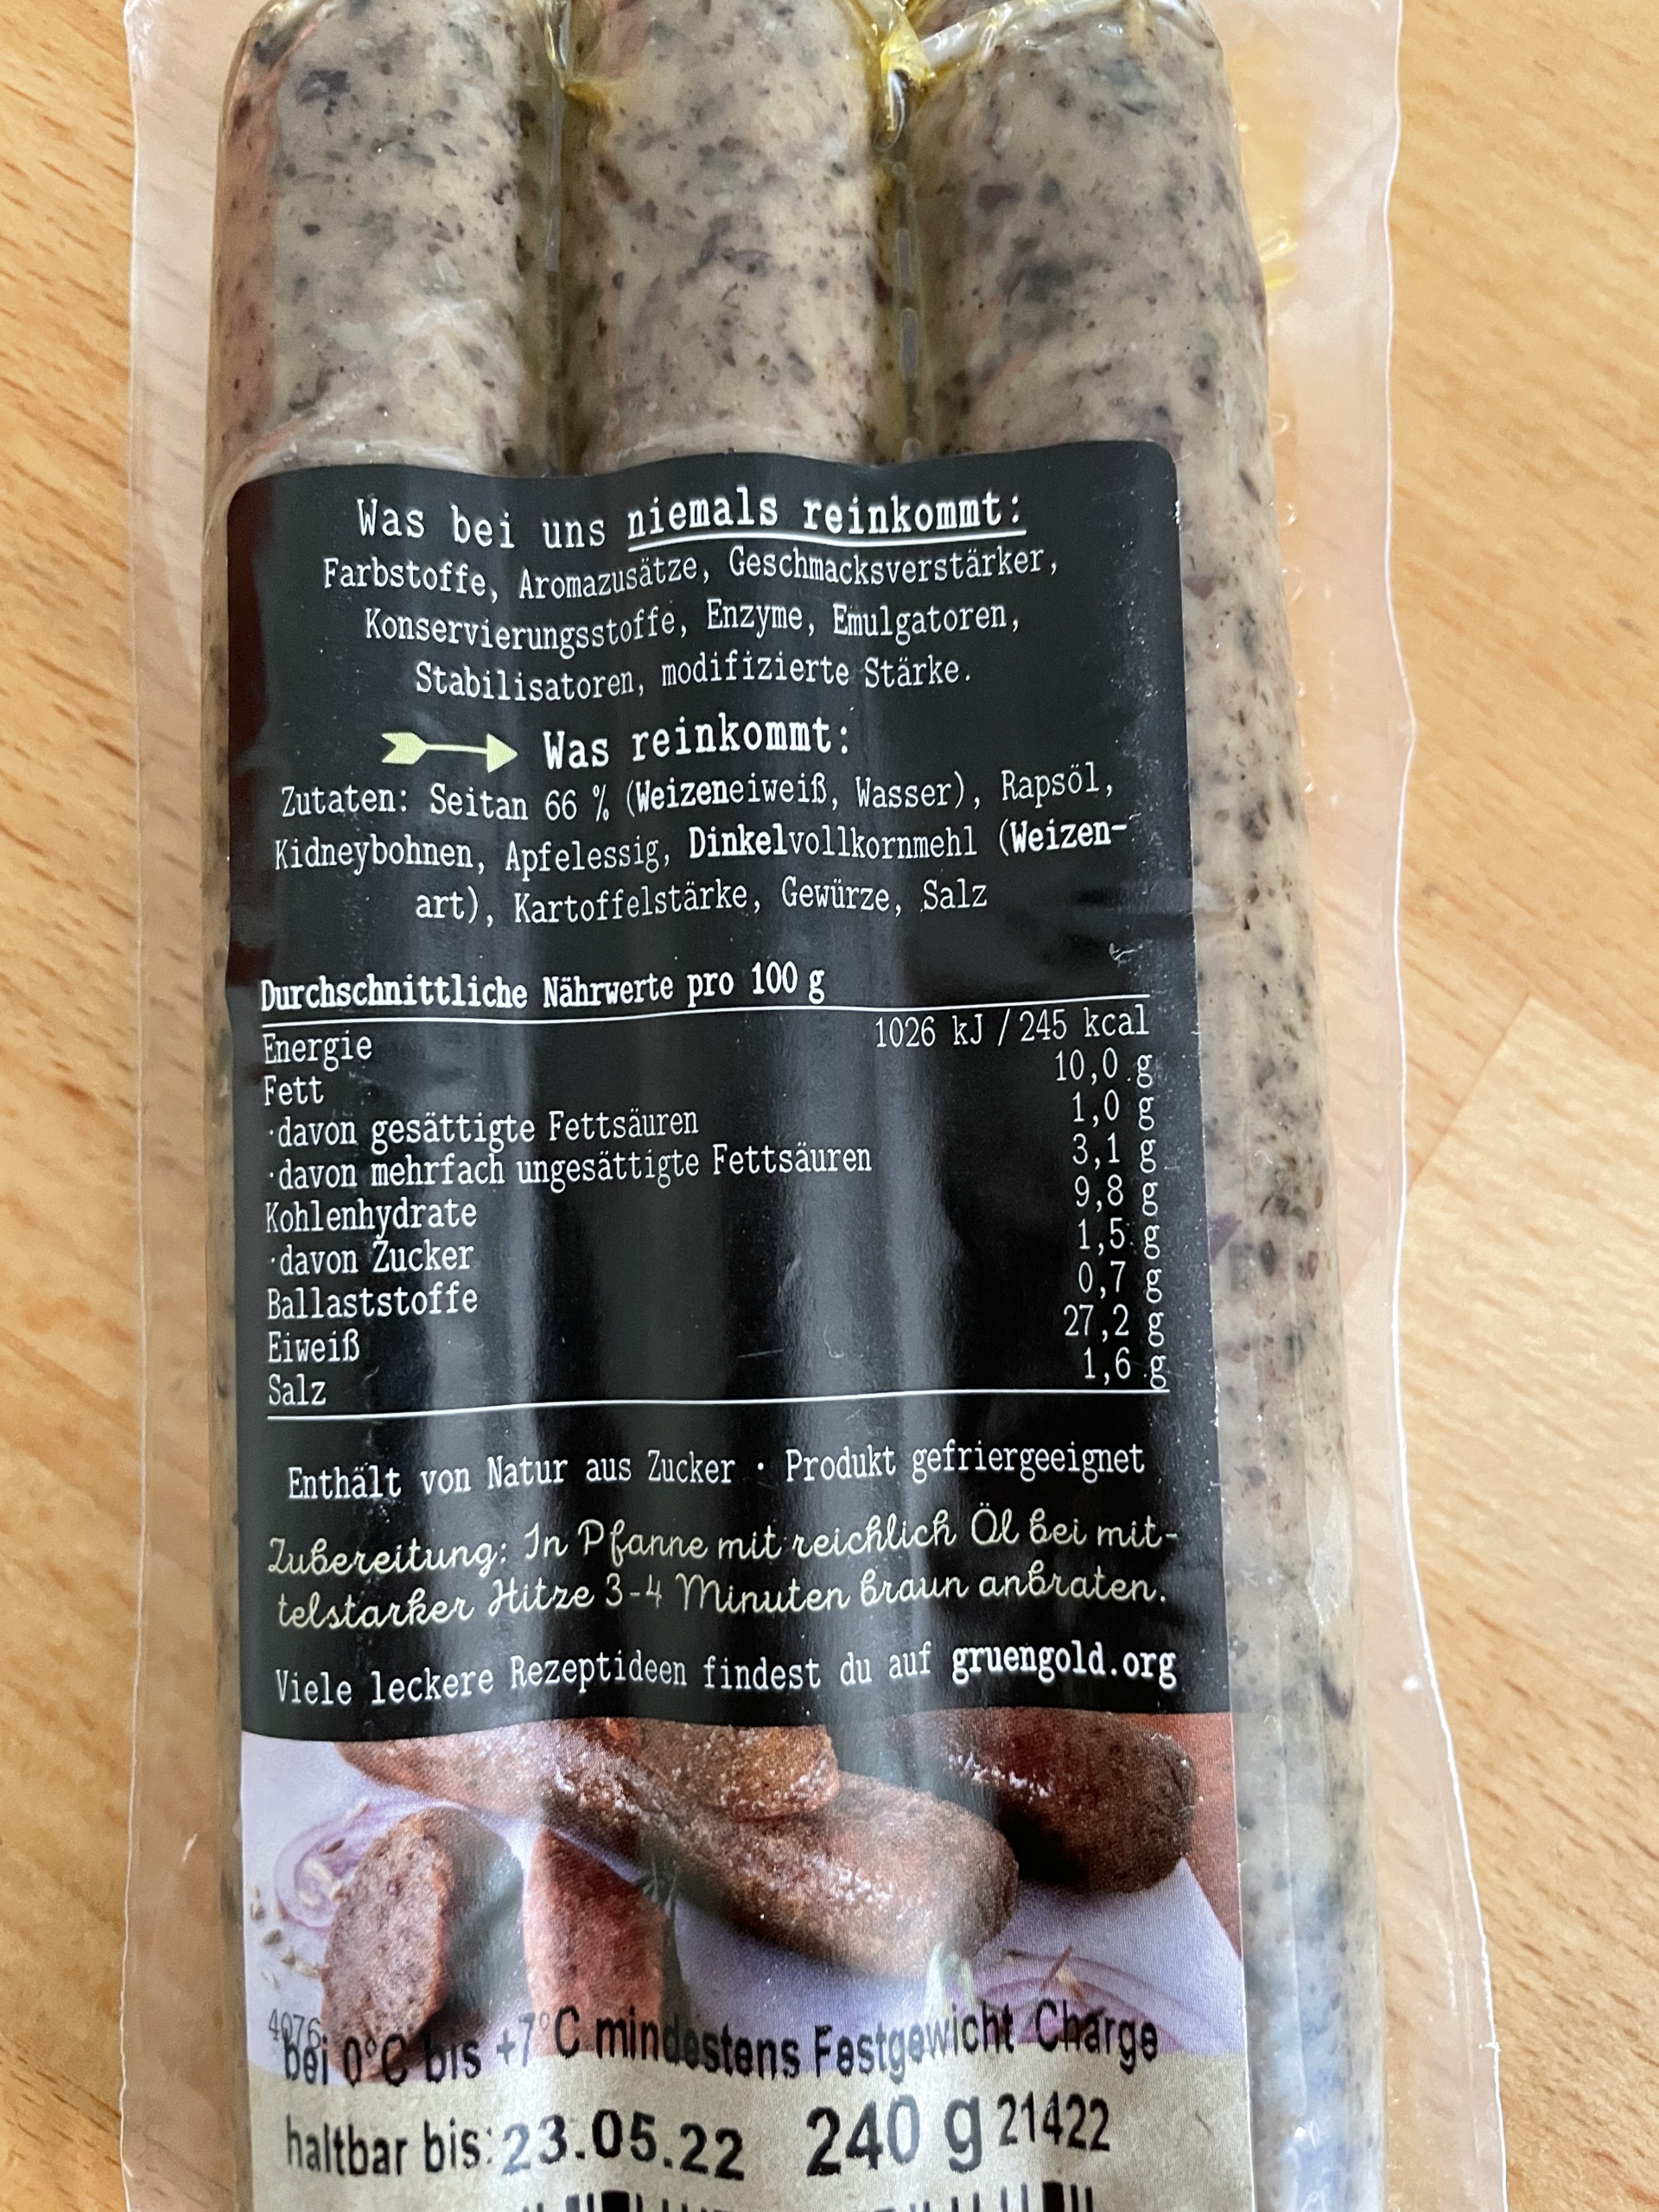 Was bei uns niemals reinkommt:
Farbstoffe, Aromazusätze, Geschmacksverstärker,
Konservierungsstoffe, Enzyme, Emulgatoren,
Stabilisatoren, modifizierte Stärke.
Was reinkommt:
Zutaten: Seitan 66 % (Weizeneiweiß, Wasser), Rapsöl,
Kidneybohnen, Apfelessig, Dinkelvollkornmehl (Weizen-
art), Kartoffelstärke, Gewürze, Salz
Durchschnittliche Nährwerte pro 100 g
Energie 1026 kJ / 245 kcal
Fett 10,0 g
·davon gesättigte Fettsäuren 1,0 g
·davon mehrfach ungesättigte Fettsäuren 3,1 g
Kohlenhydrate 9,8 g
·davon Zucker 1,5 g
Ballaststoffe 0,7 g
Eiweiß 27,2 g
Salz 1,6 g
Enthält von Natur aus Zucker · Produkt gefriergeeignet
Zubereitung: In Pfanne mit reichlich Öl bei mit-
telstarker Hitze 3-4 Minuten braun anbraten.
Viele leckere Rezeptideen findest du auf gruengold.org
4076
bei 0°C bis +7°C mindestens Festgewicht Charge
haltbar bis: 23.05.22 240 g 21422